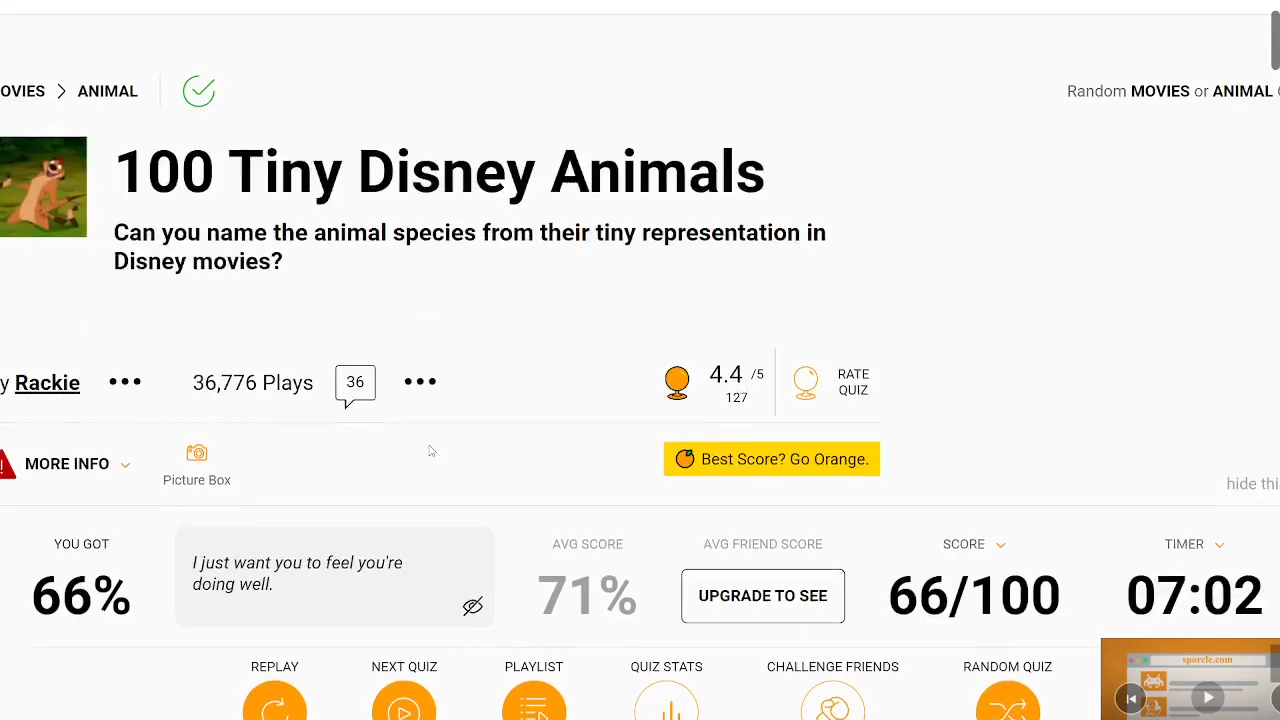 OVIES > ANIMAL
Random MOVIES or ANIMAL
100 Tiny Disney Animals
Can you name the animal species from their tiny representation in
Disney movies?
y Rackie ••• 36,776 Plays 36 •••
4.4 /5
127
RATE
QUIZ
MORE INFO
Picture Box
Best Score? Go Orange.
hide thi
YOU GOT
66%
I just want you to feel you're
doing well.
AVG SCORE
71%
AVG FRIEND SCORE
UPGRADE TO SEE
SCORE
66/100
TIMER
07:02
REPLAY
NEXT QUIZ
PLAYLIST
QUIZ STATS
CHALLENGE FRIENDS
RANDOM QUIZ
sporcle.com